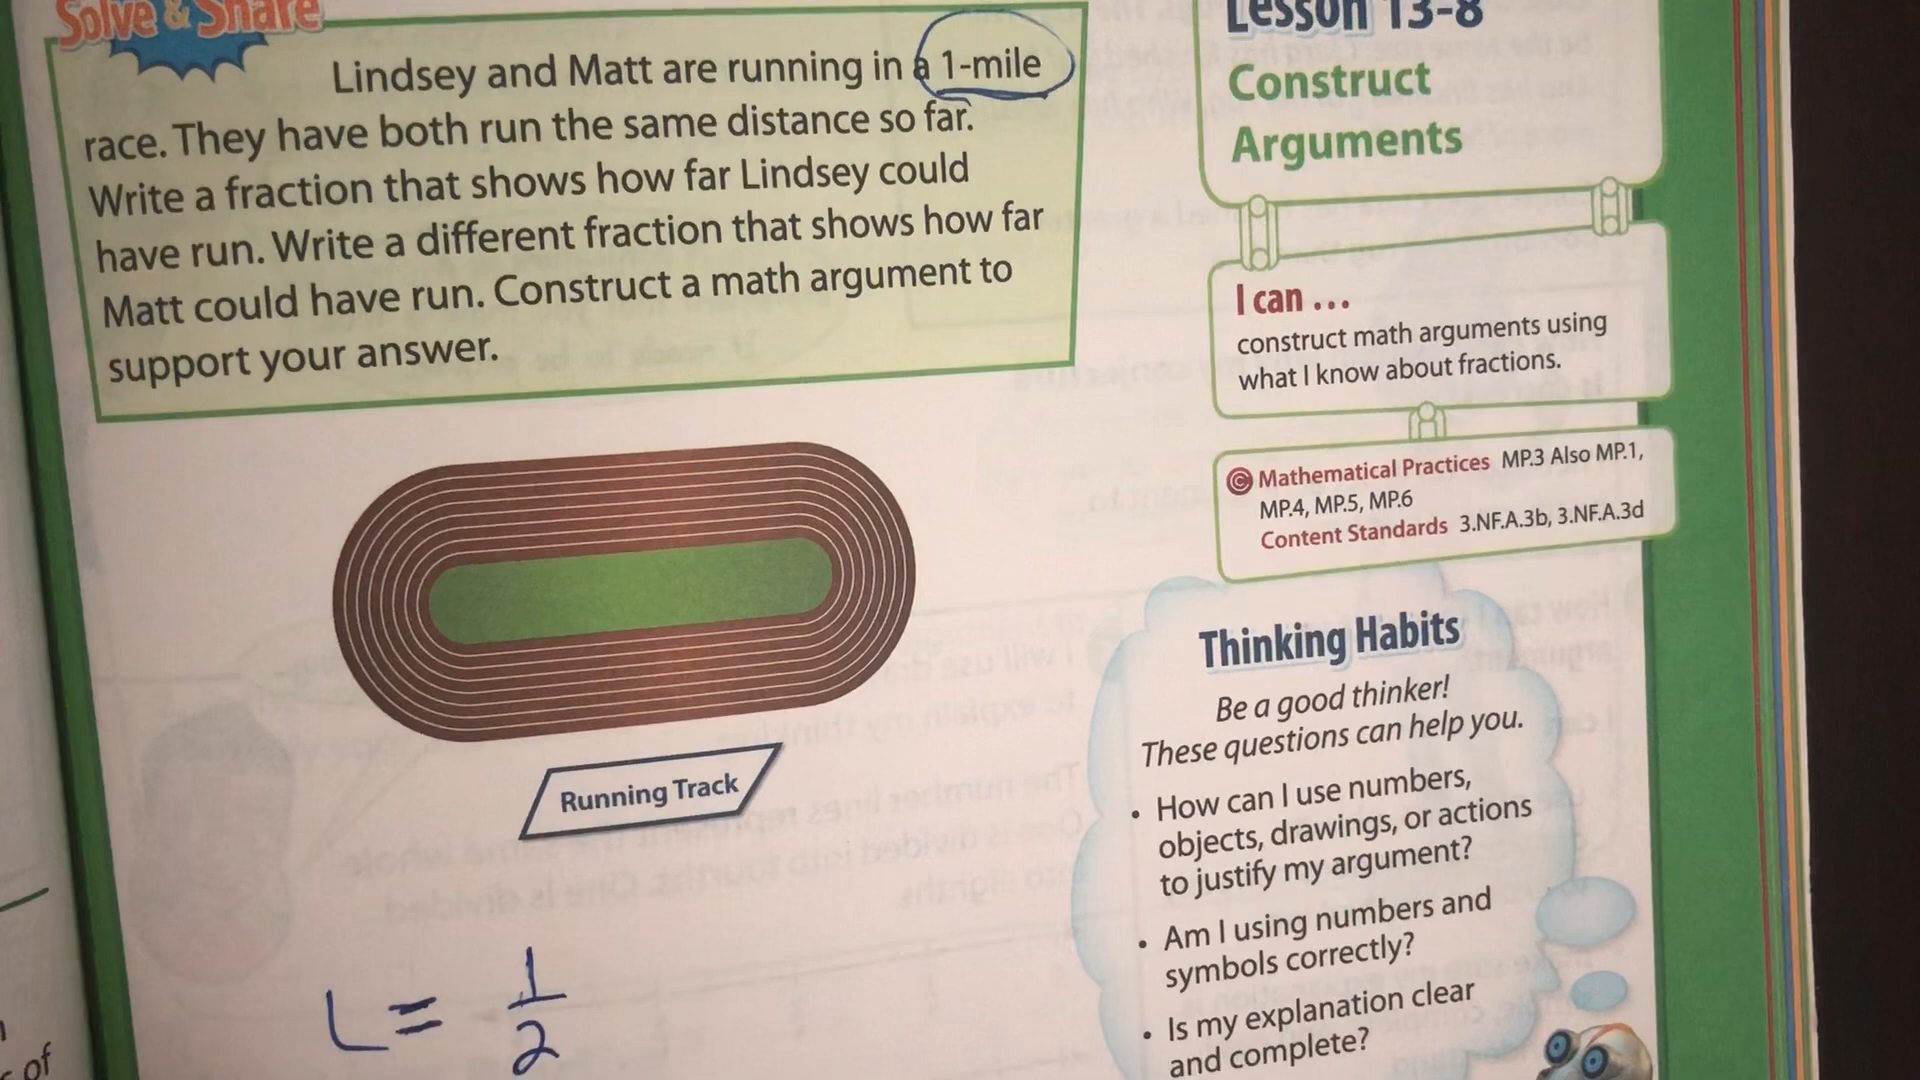 Solve & Share
Lindsey and Matt are running in a 1-mile
race. They have both run the same distance so far.
Write a fraction that shows how far Lindsey could
have run. Write a different fraction that shows how far
Matt could have run. Construct a math argument to
support your answer.
Running Track
L = 1/2
of
Lesson 13-8
Construct
Arguments
I can ...
construct math arguments using
what I know about fractions.
Mathematical Practices MP.3 Also MP.1,
MP.4, MP.5, MP.6
Content Standards 3.NF.A.3b, 3.NF.A.3d
Thinking Habits
Be a good thinker!
These questions can help you.
• How can I use numbers,
objects, drawings, or actions
to justify my argument?
• Am I using numbers and
symbols correctly?
• Is my explanation clear
and complete?